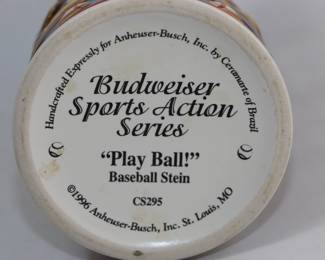 Handcrafted Expressly for Anheuser-Busch, Inc. by Ceramarte of Brazil
Budweiser
Sports Action
Series
"Play Ball!"
Baseball Stein
CS295
©1996 Anheuser-Busch, Inc. St. Louis, MO